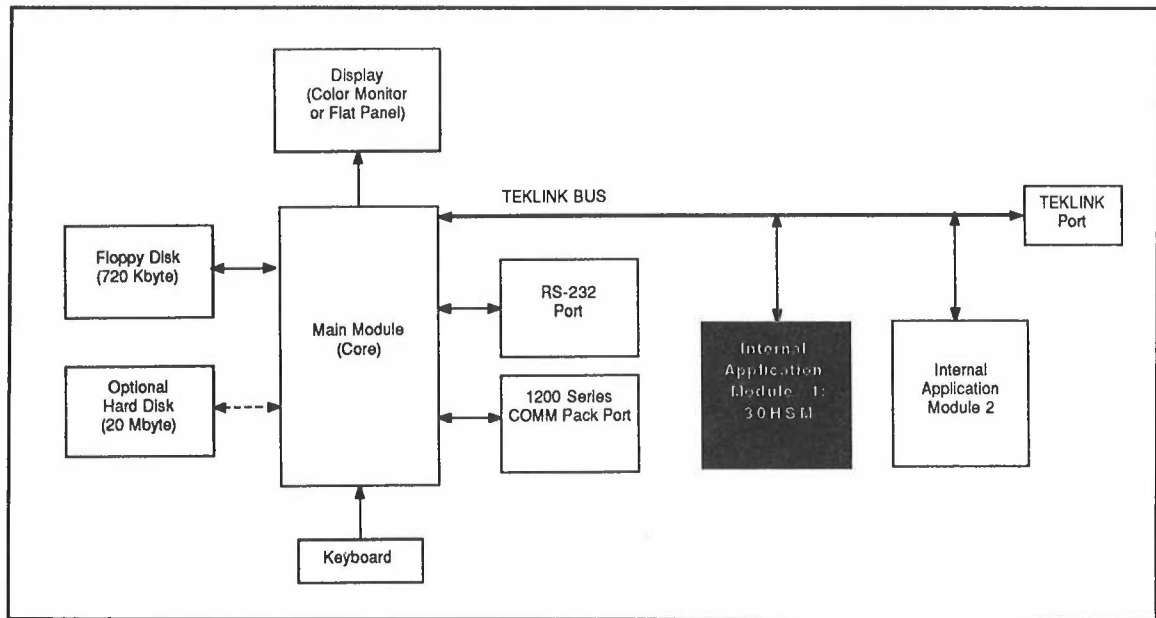 Display
(Color Monitor
or Flat Panel)
TEKLINK BUS
TEKLINK
Port
Floppy Disk
(720 Kbyte)
RS-232
Port
Main Module
(Core)
Internal
Application
Module 1:
30HSM
Internal
Application
Module 2
Optional
Hard Disk
(20 Mbyte)
1200 Series
COMM Pack Port
Keyboard